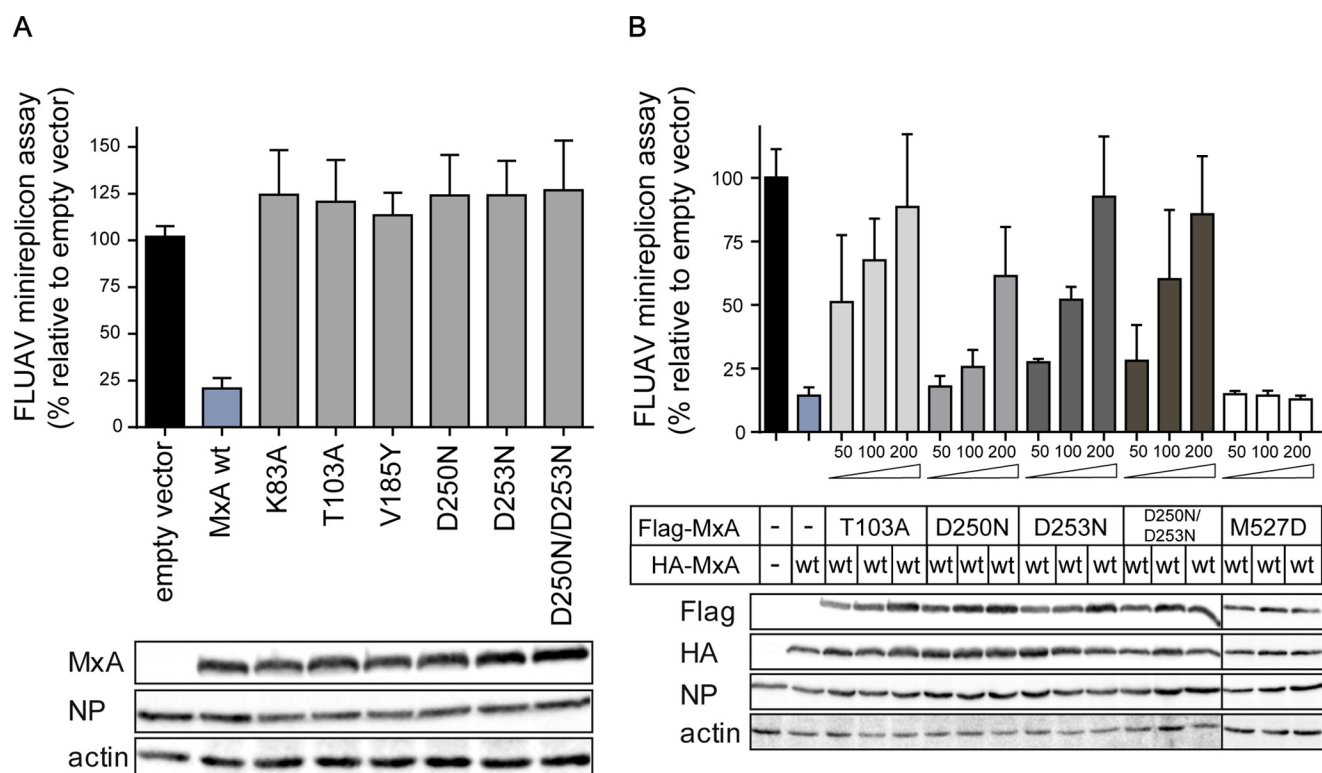 A
FLUAV minireplicon assay
(% relative to empty vector)
150
125
100
75
50
25
0
empty vector
MxA wt
K83A
T103A
V185Y
D250N
D253N
D250N/D253N
MxA
NP
actin
B
FLUAV minireplicon assay
(% relative to empty vector)
100
75
50
25
0
50 100 200 50 100 200 50 100 200 50 100 200 50 100 200
Flag-MxA - - T103A D250N D253N D250N/ D253N M527D
HA-MxA - wt wt wt wt wt wt wt wt wt wt wt wt wt wt wt wt
Flag
HA
NP
actin